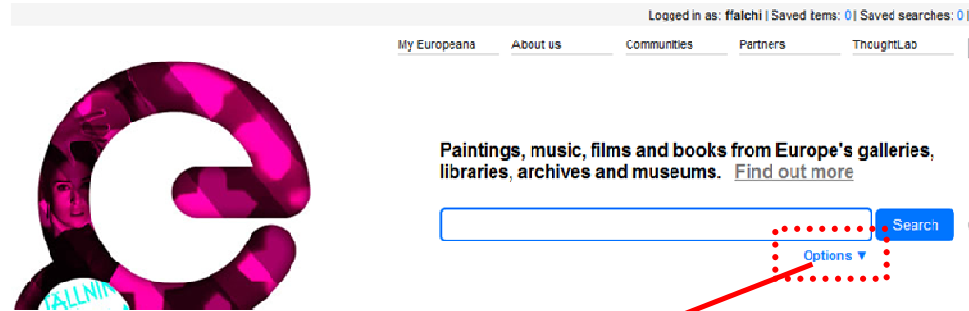 Logged in as: ffalchi | Saved items: 0 | Saved searches: 0 |
My Europeana About us Communities Partners ThoughtLab
Paintings, music, films and books from Europe's galleries,
libraries, archives and museums. Find out more
Search
Options ▼
TÄLLNIN